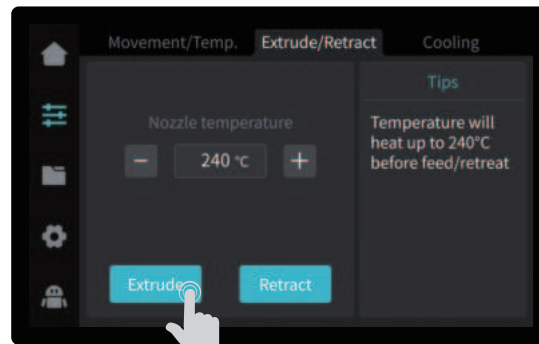 Movement/Temp. Extrude/Retract Cooling
Tips
Nozzle temperature
Temperature will
heat up to 240°C
before feed/retreat
− 240 °C +
Extrude Retract